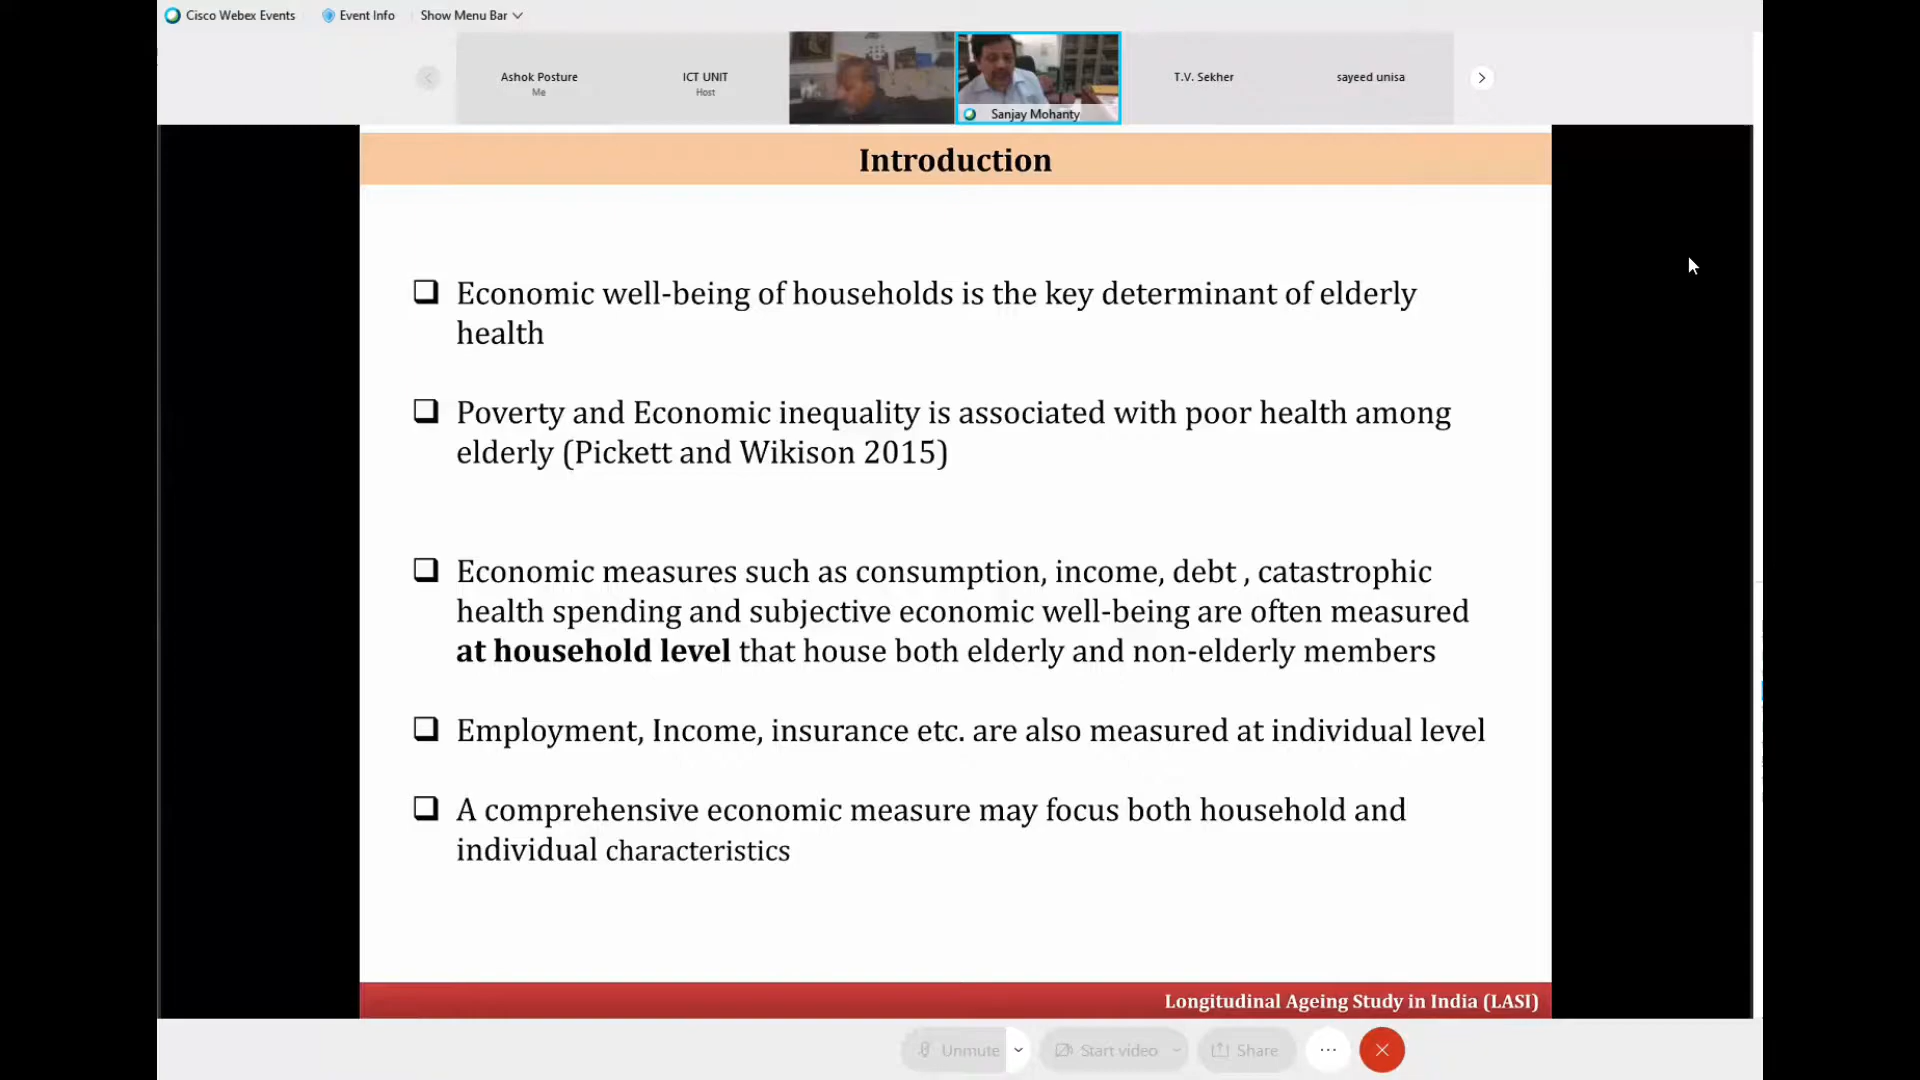 Cisco Webex Events Event Info Show Menu Bar
Ashok Posture
Me
ICT UNIT
Host
Sanjay Mohanty
T.V. Sekher
sayeed unisa
Introduction
Economic well-being of households is the key determinant of elderly
health
Poverty and Economic inequality is associated with poor health among
elderly (Pickett and Wikison 2015)
Economic measures such as consumption, income, debt , catastrophic
health spending and subjective economic well-being are often measured
at household level that house both elderly and non-elderly members
Employment, Income, insurance etc. are also measured at individual level
A comprehensive economic measure may focus both household and
individual characteristics
Longitudinal Ageing Study in India (LASI)
Unmute Start video Share